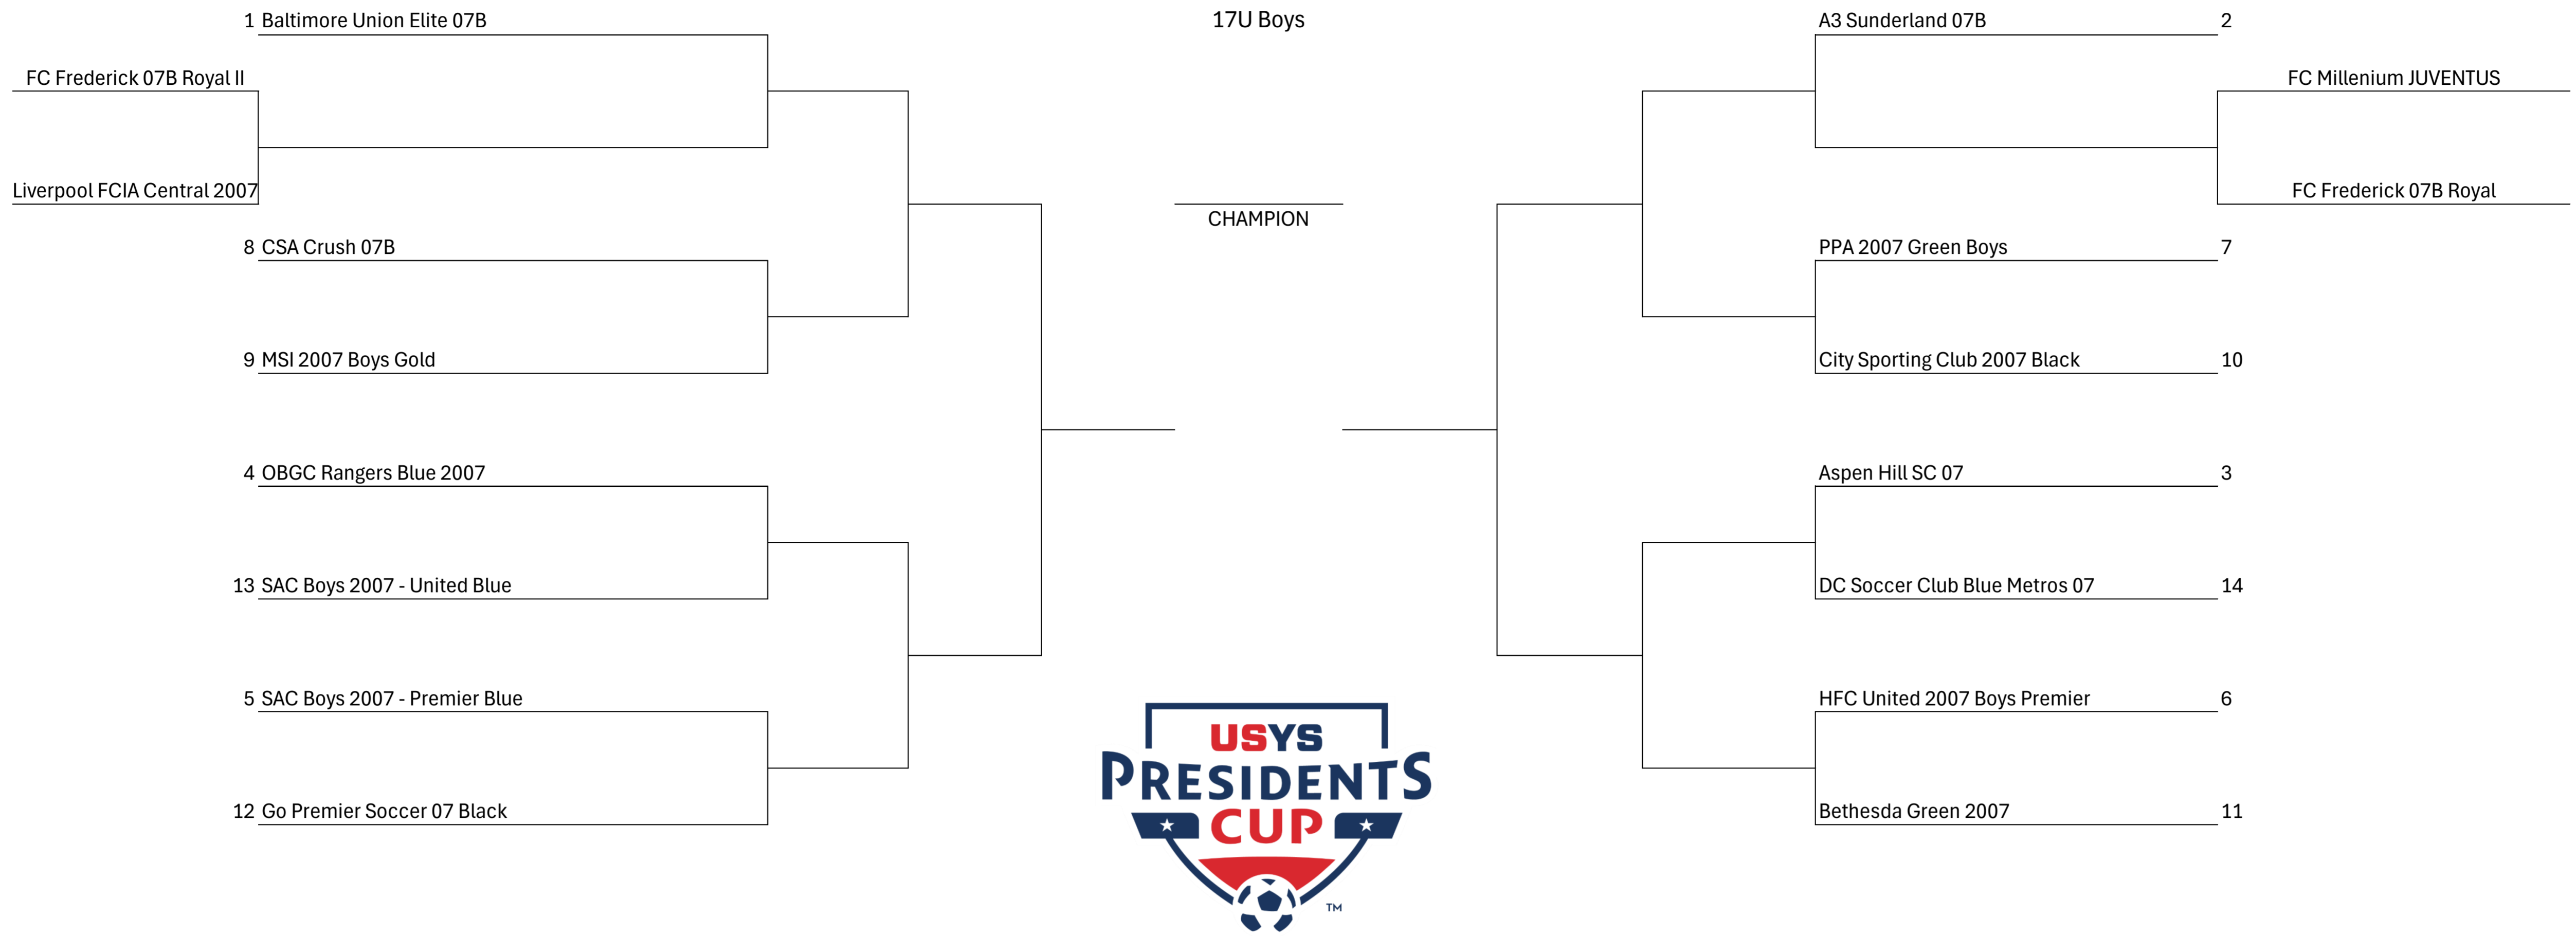 17U Boys
1 Baltimore Union Elite 07B
FC Frederick 07B Royal II
Liverpool FCIA Central 2007
8 CSA Crush 07B
9 MSI 2007 Boys Gold
4 OBGC Rangers Blue 2007
13 SAC Boys 2007 - United Blue
5 SAC Boys 2007 - Premier Blue
12 Go Premier Soccer 07 Black
CHAMPION
A3 Sunderland 07B 2
FC Millenium JUVENTUS
FC Frederick 07B Royal
PPA 2007 Green Boys 7
City Sporting Club 2007 Black 10
Aspen Hill SC 07 3
DC Soccer Club Blue Metros 07 14
HFC United 2007 Boys Premier 6
Bethesda Green 2007 11
USYS
PRESIDENTS
CUP
TM